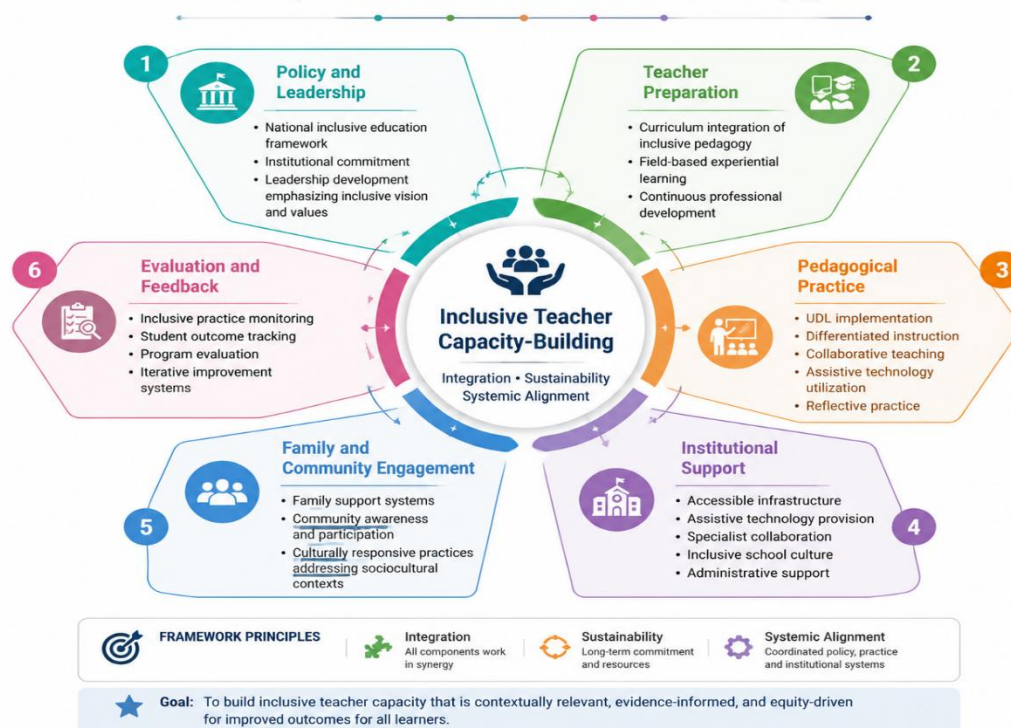 1
Policy and
Leadership
• National inclusive education
framework
• Institutional commitment
• Leadership development
emphasizing inclusive vision
and values
2
Teacher
Preparation
• Curriculum integration of
inclusive pedagogy
• Field-based experiential
learning
• Continuous professional
development
6
Evaluation and
Feedback
• Inclusive practice monitoring
• Student outcome tracking
• Program evaluation
• Iterative improvement
systems
Inclusive Teacher
Capacity-Building
Integration • Sustainability
Systemic Alignment
3
Pedagogical
Practice
• UDL implementation
• Differentiated instruction
• Collaborative teaching
• Assistive technology
utilization
• Reflective practice
5
Family and
Community Engagement
• Family support systems
• Community awareness
and participation
• Culturally responsive practices
addressing sociocultural
contexts
4
Institutional
Support
• Accessible infrastructure
• Assistive technology provision
• Specialist collaboration
• Inclusive school culture
• Administrative support
FRAMEWORK PRINCIPLES
Integration
All components work
in synergy
Sustainability
Long-term commitment
and resources
Systemic Alignment
Coordinated policy, practice
and institutional systems
Goal: To build inclusive teacher capacity that is contextually relevant, evidence-informed, and equity-driven
for improved outcomes for all learners.